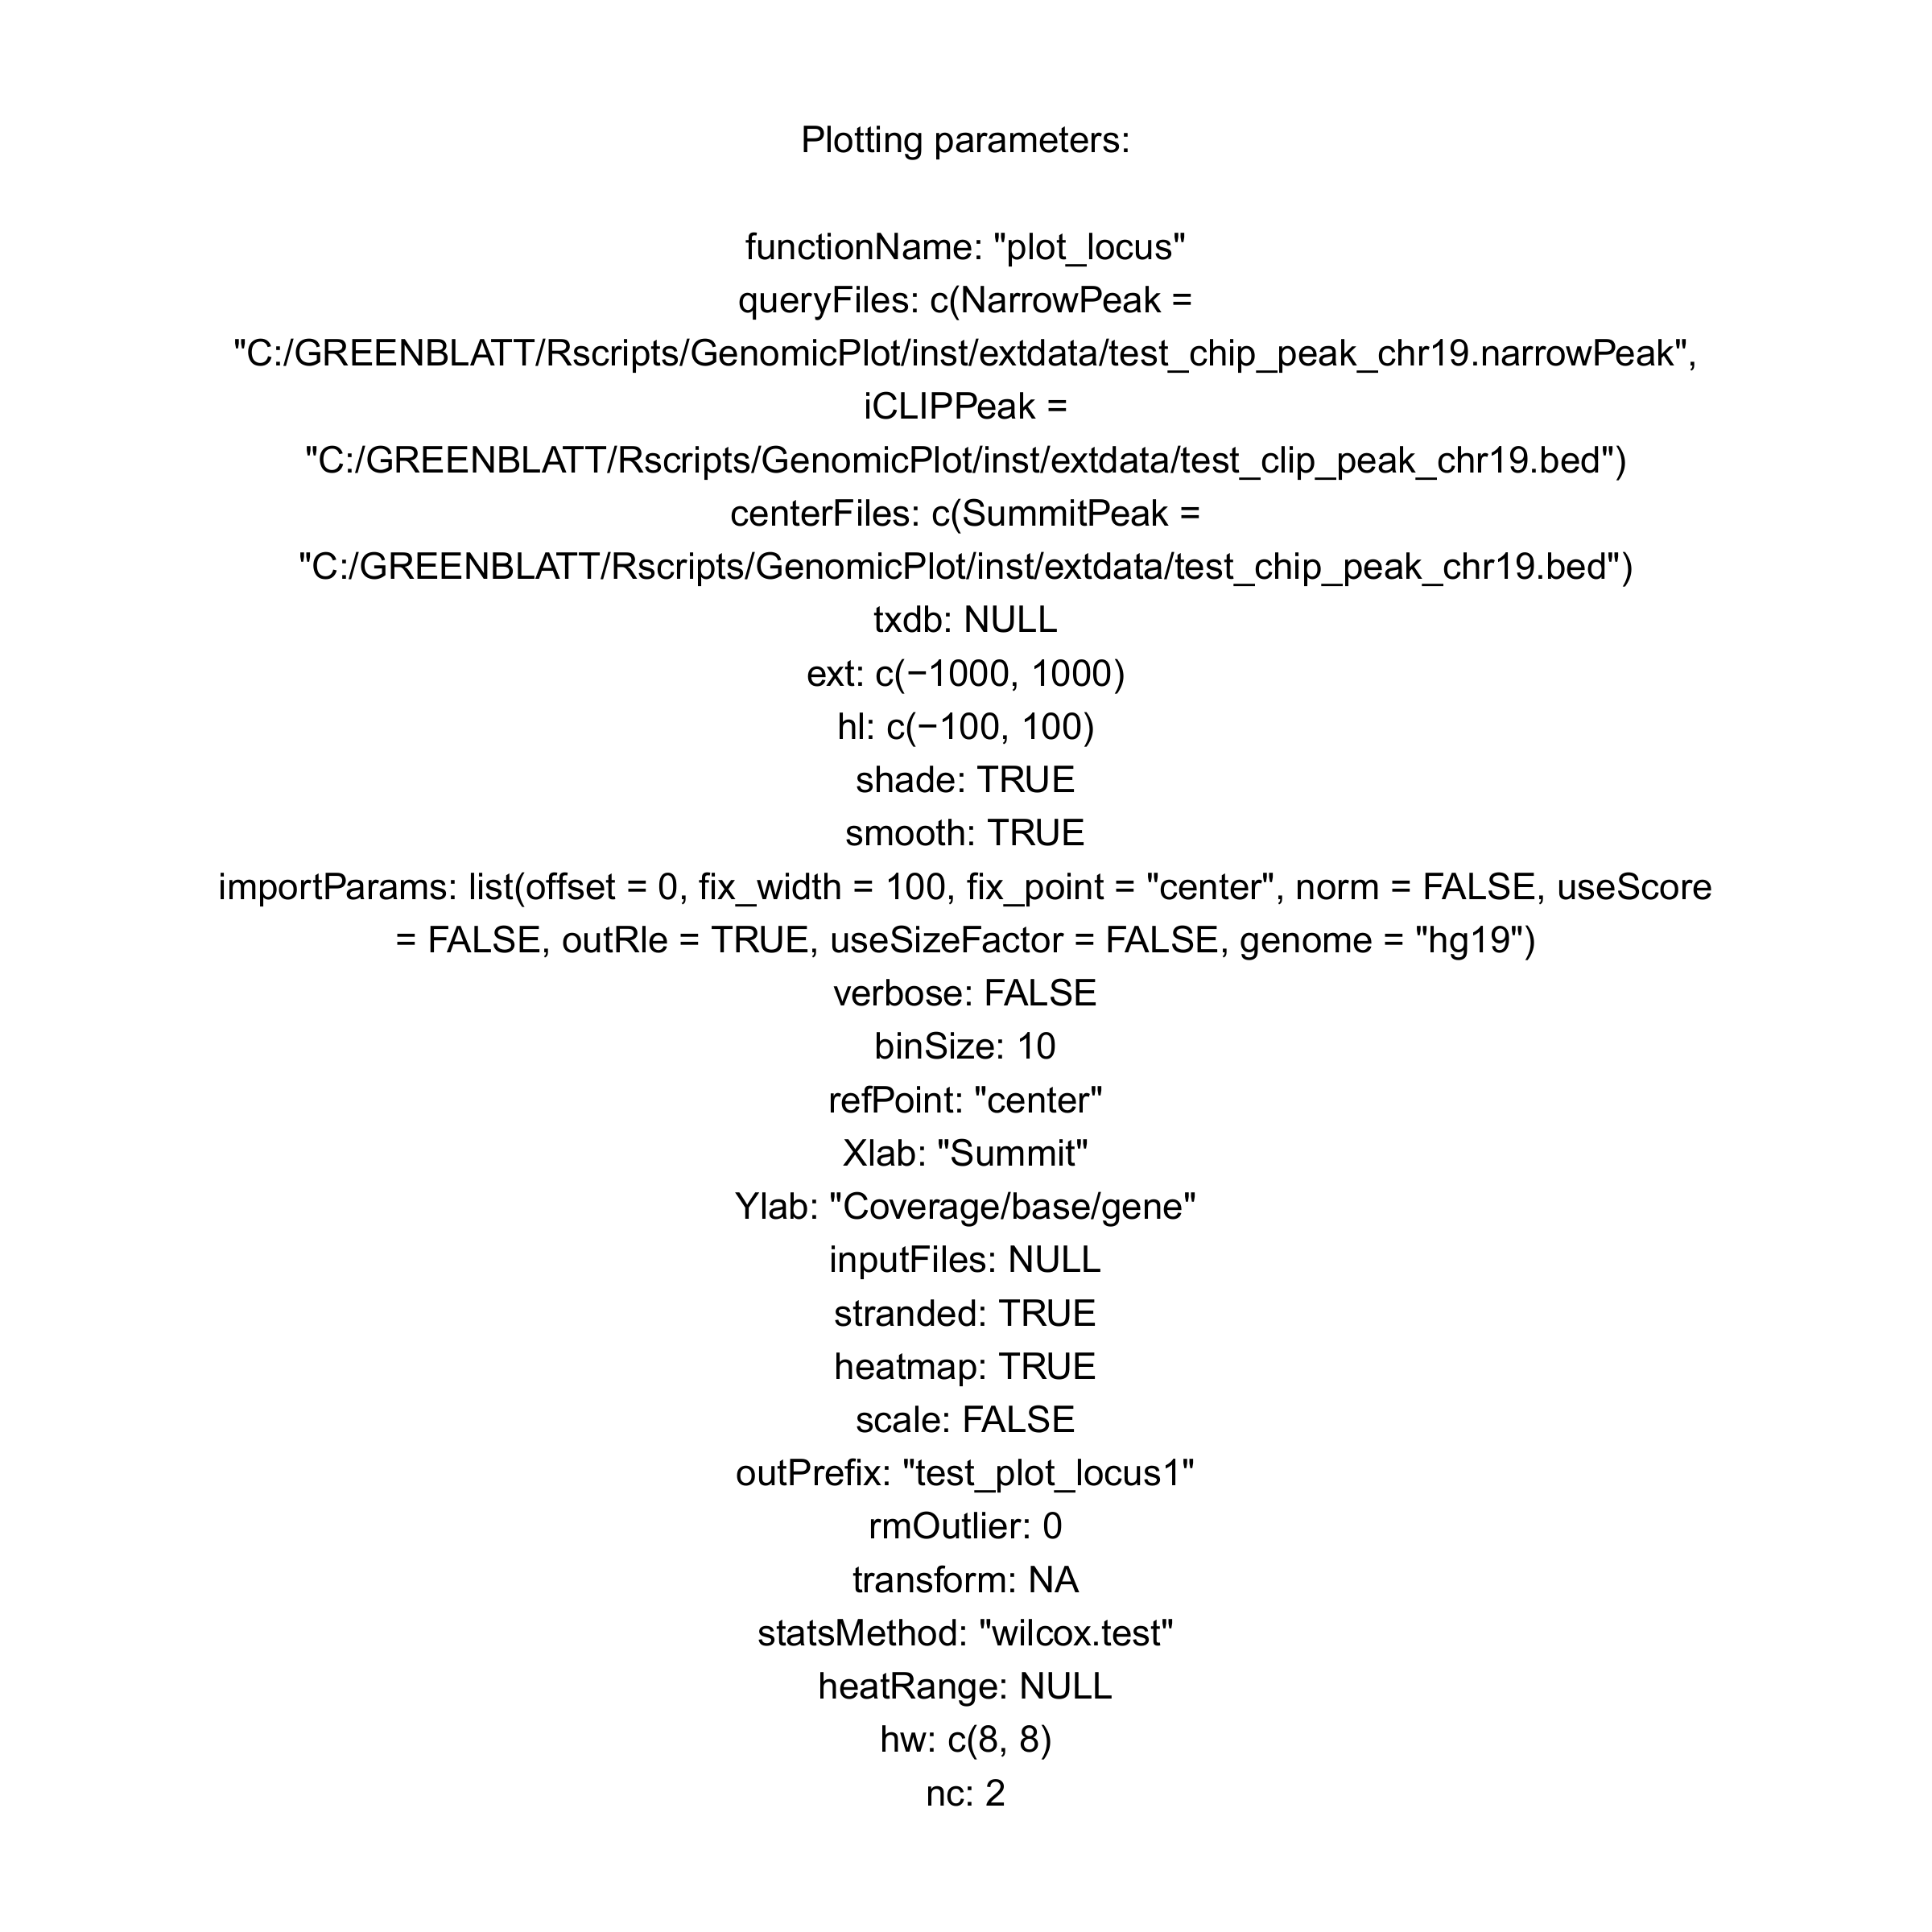 Plotting parameters:
functionName: "plot_locus"
queryFiles: c(NarrowPeak =
"C:/GREENBLATT/Rscripts/GenomicPlot/inst/extdata/test_chip_peak_chr19.narrowPeak",
iCLIPPeak =
"C:/GREENBLATT/Rscripts/GenomicPlot/inst/extdata/test_clip_peak_chr19.bed")
centerFiles: c(SummitPeak =
"C:/GREENBLATT/Rscripts/GenomicPlot/inst/extdata/test_chip_peak_chr19.bed")
txdb: NULL
ext: c(−1000, 1000)
hl: c(−100, 100)
shade: TRUE
smooth: TRUE
importParams: list(offset = 0, fix_width = 100, fix_point = "center", norm = FALSE, useScore
= FALSE, outRle = TRUE, useSizeFactor = FALSE, genome = "hg19")
verbose: FALSE
binSize: 10
refPoint: "center"
Xlab: "Summit"
Ylab: "Coverage/base/gene"
inputFiles: NULL
stranded: TRUE
heatmap: TRUE
scale: FALSE
outPrefix: "test_plot_locus1"
rmOutlier: 0
transform: NA
statsMethod: "wilcox.test"
heatRange: NULL
hw: c(8, 8)
nc: 2